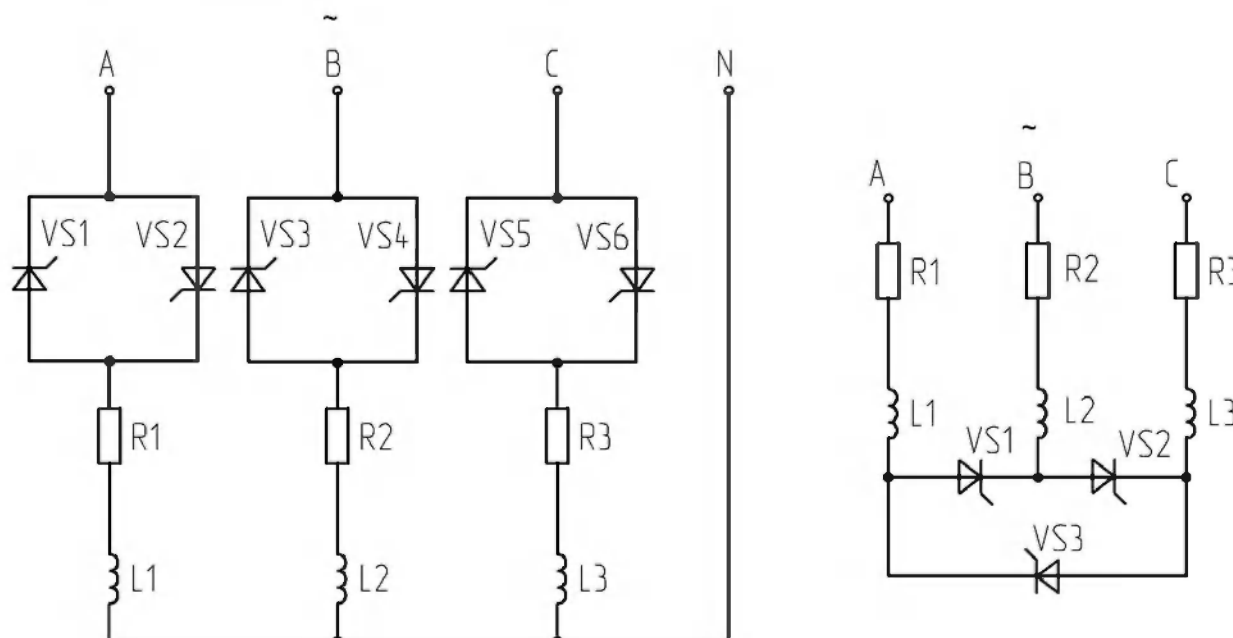 ~
A B C N
VS1 VS2 VS3 VS4 VS5 VS6
R1 R2 R3
L1 L2 L3
~
A B C
R1 R2 R3
L1 L2 L3
VS1 VS2
VS3